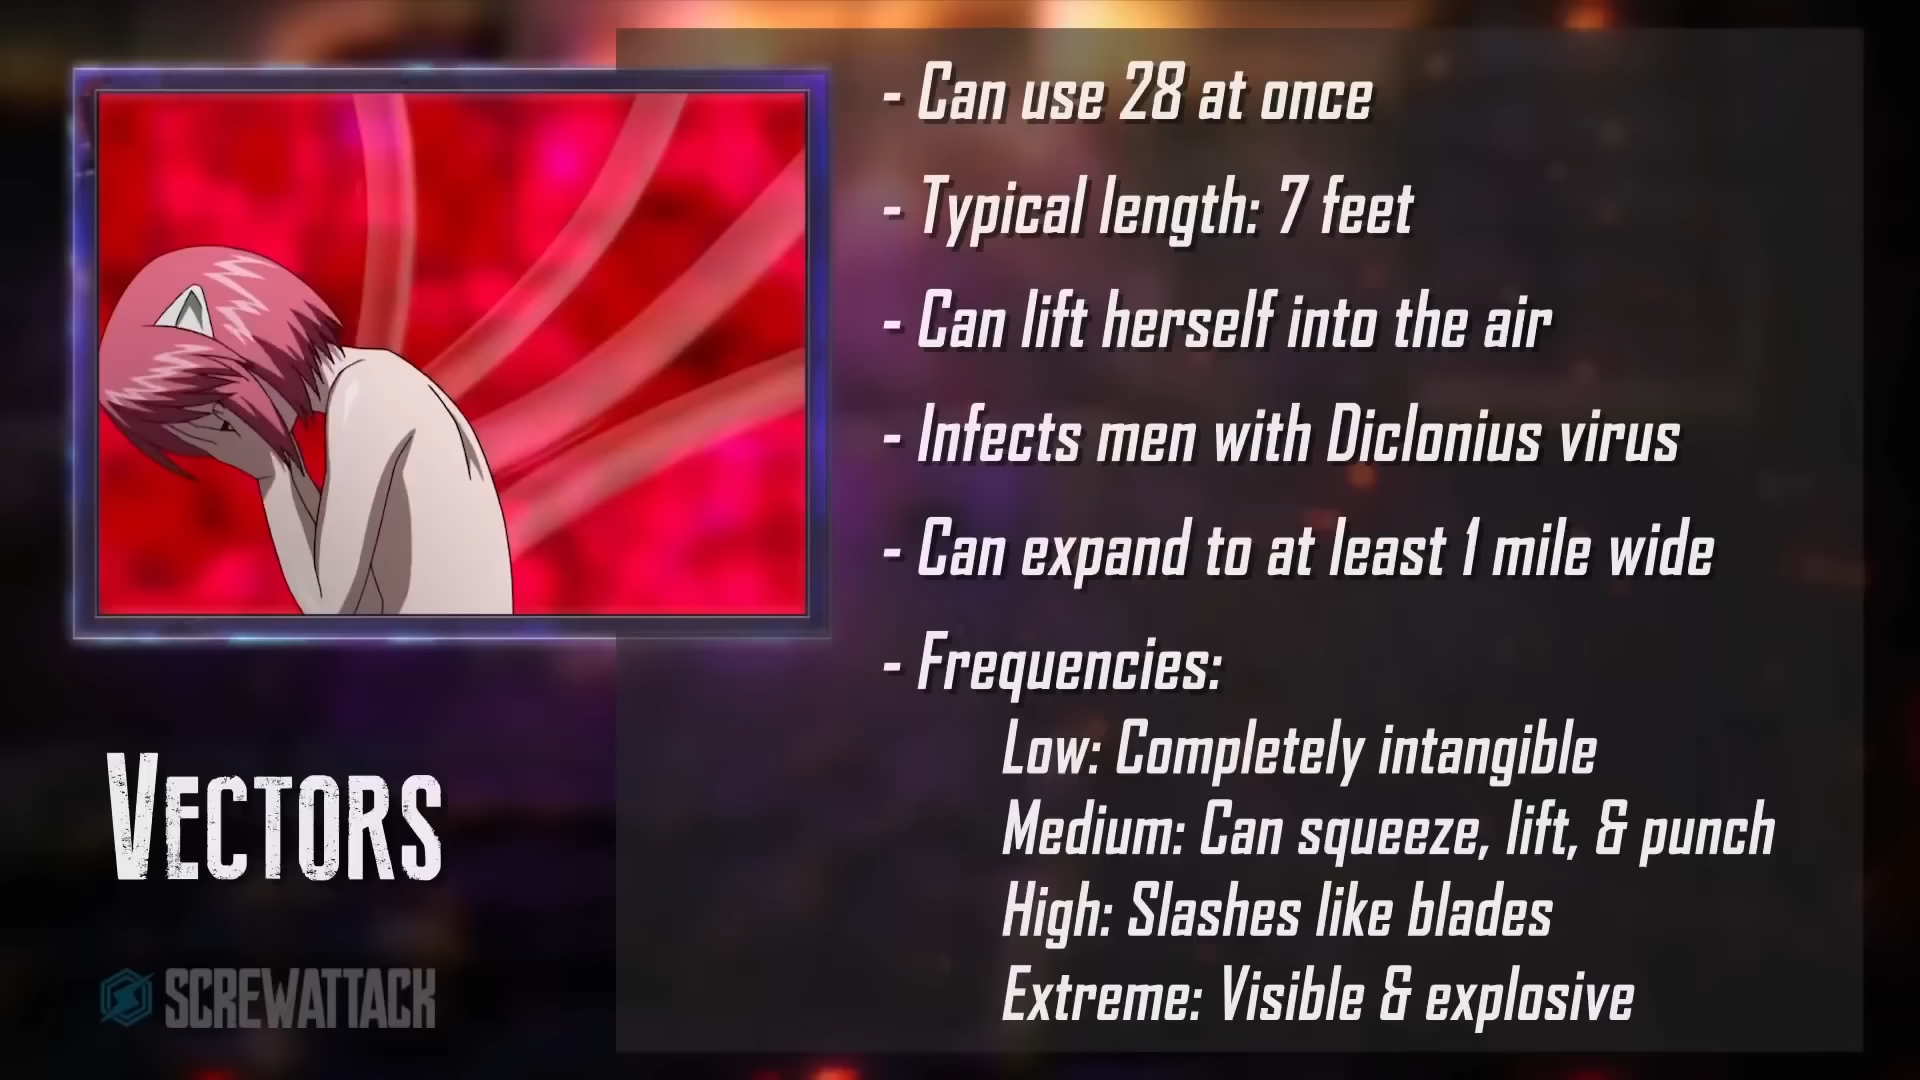 - Can use 28 at once
- Typical length: 7 feet
- Can lift herself into the air
- Infects men with Diclonius virus
- Can expand to at least 1 mile wide
- Frequencies:
Low: Completely intangible
Medium: Can squeeze, lift, & punch
High: Slashes like blades
Extreme: Visible & explosive
VECTORS
SCREWATTACK